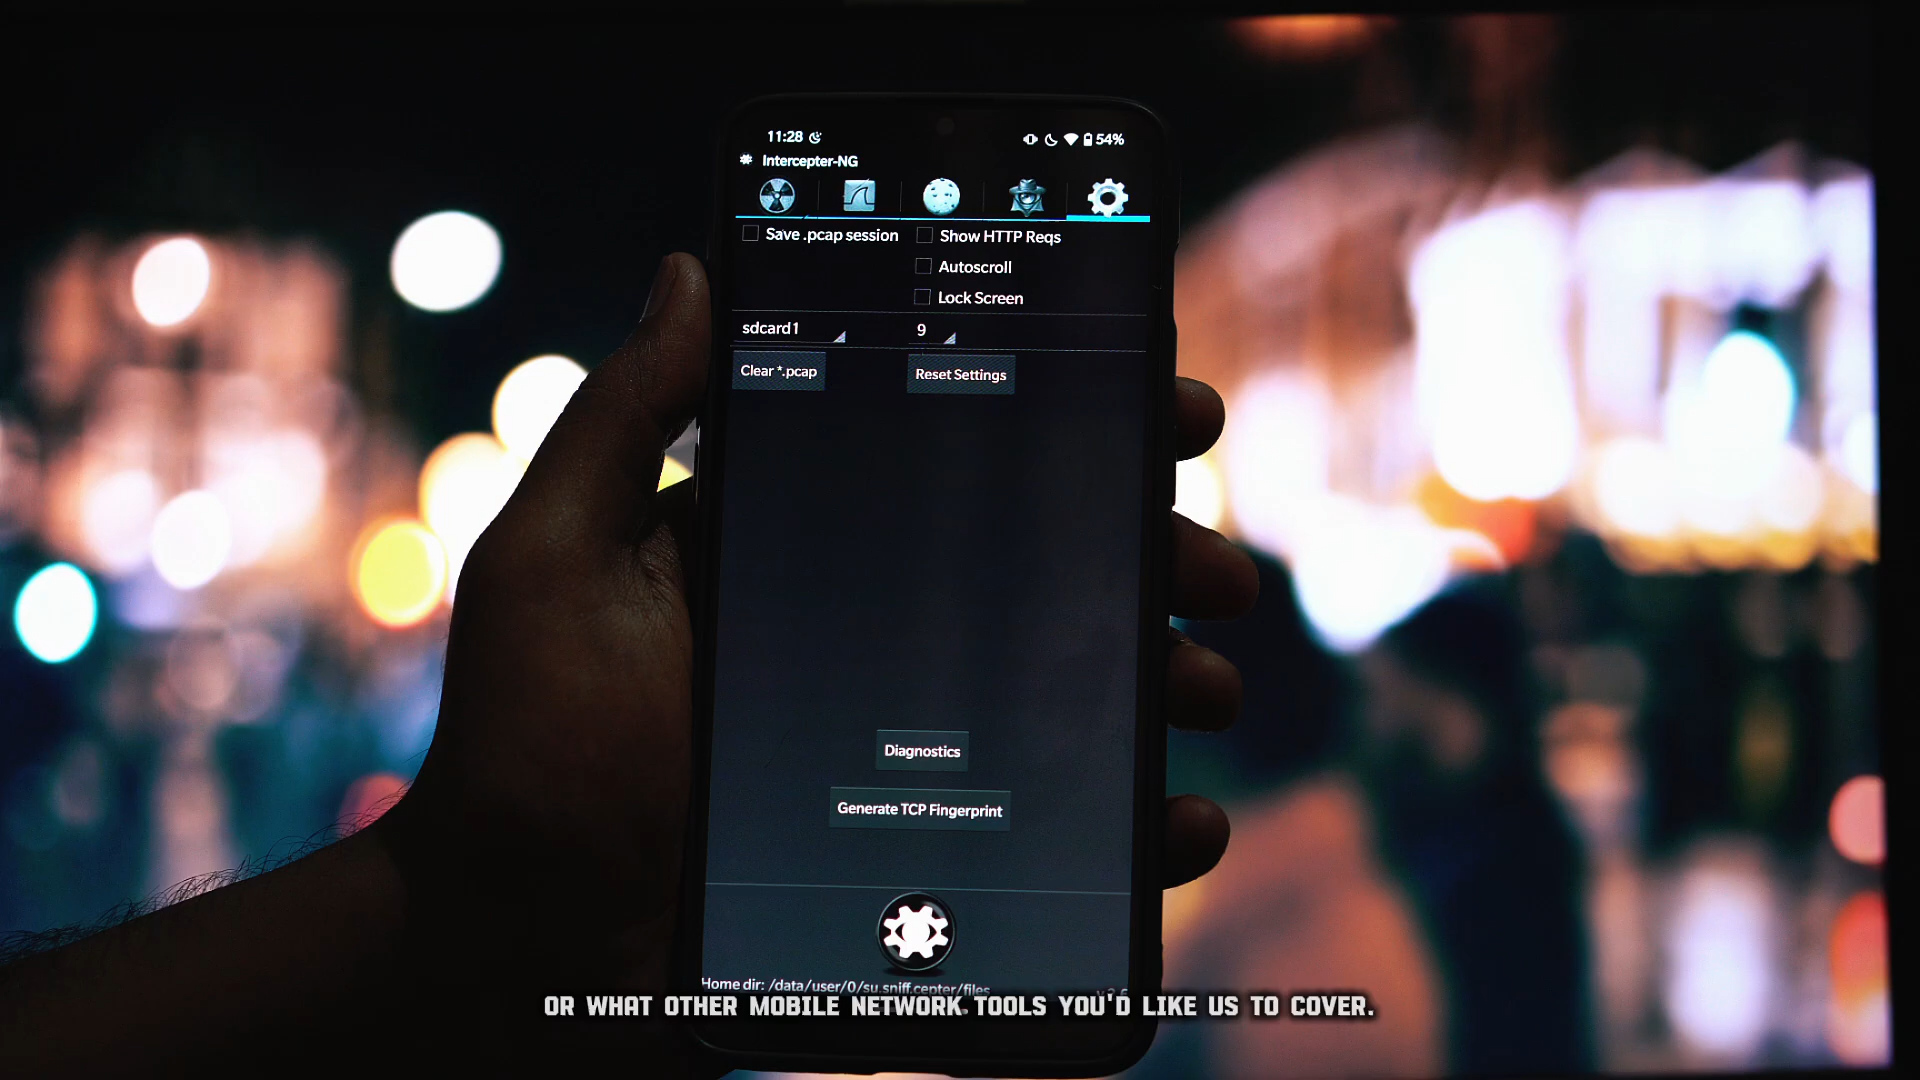 11:28
54%
Intercepter-NG
Save .pcap session
Show HTTP Reqs
Autoscroll
Lock Screen
sdcard1
9
Clear *.pcap
Reset Settings
Diagnostics
Generate TCP Fingerprint
Home dir: /data/user/0/su.sniff.cepter/files
OR WHAT OTHER MOBILE NETWORK TOOLS YOU'D LIKE US TO COVER.